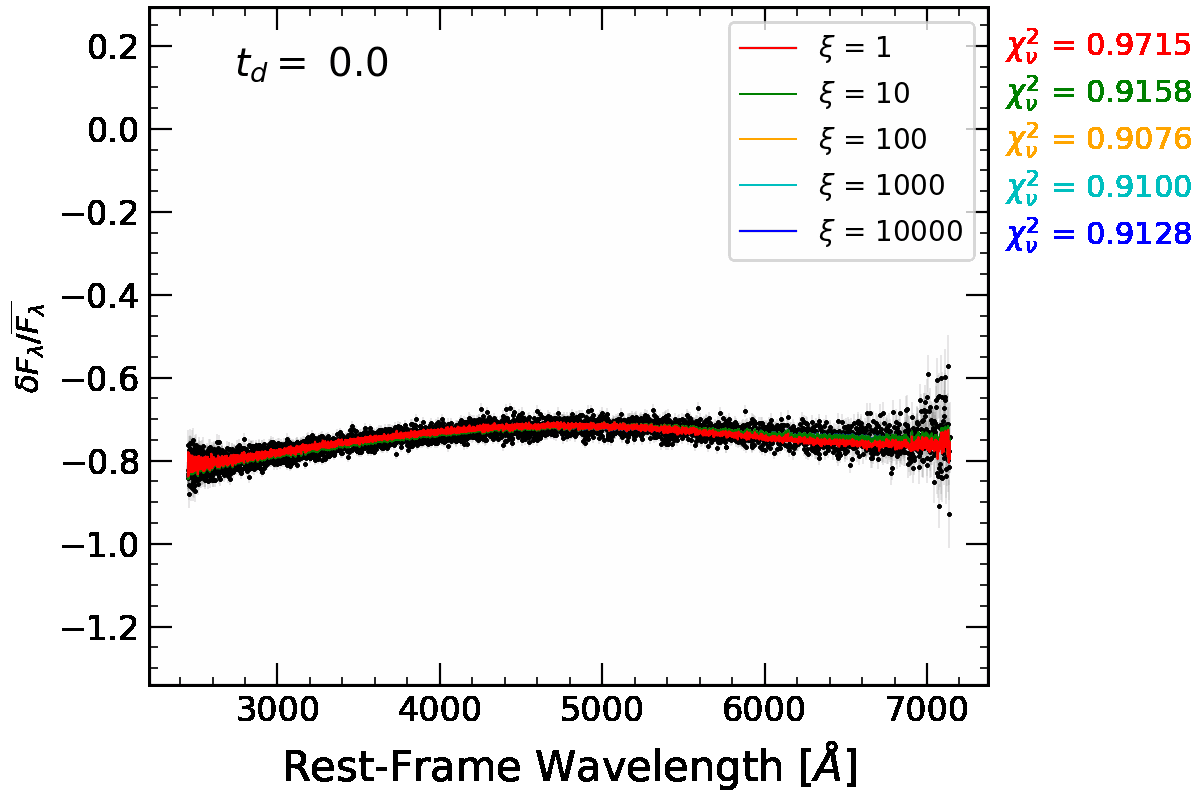 t_d = 0.0
ξ = 1
ξ = 10
ξ = 100
ξ = 1000
ξ = 10000
χ²_ν = 0.9715
χ²_ν = 0.9158
χ²_ν = 0.9076
χ²_ν = 0.9100
χ²_ν = 0.9128
δF_λ/F̅_λ
0.2
0.0
−0.2
−0.4
−0.6
−0.8
−1.0
−1.2
3000 4000 5000 6000 7000
Rest-Frame Wavelength [Å]